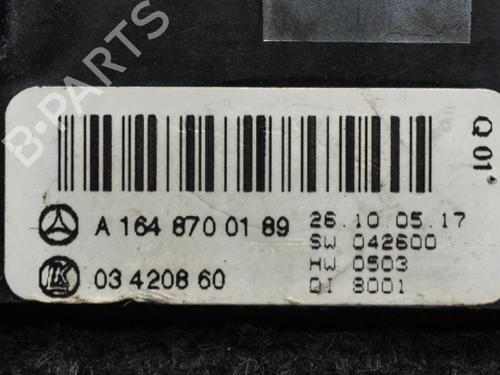 B-PARTS
Q 01*
A 164 870 01 89 26.10 05.17
SW 042600
03 4208 60 HW 0503
QI 8001